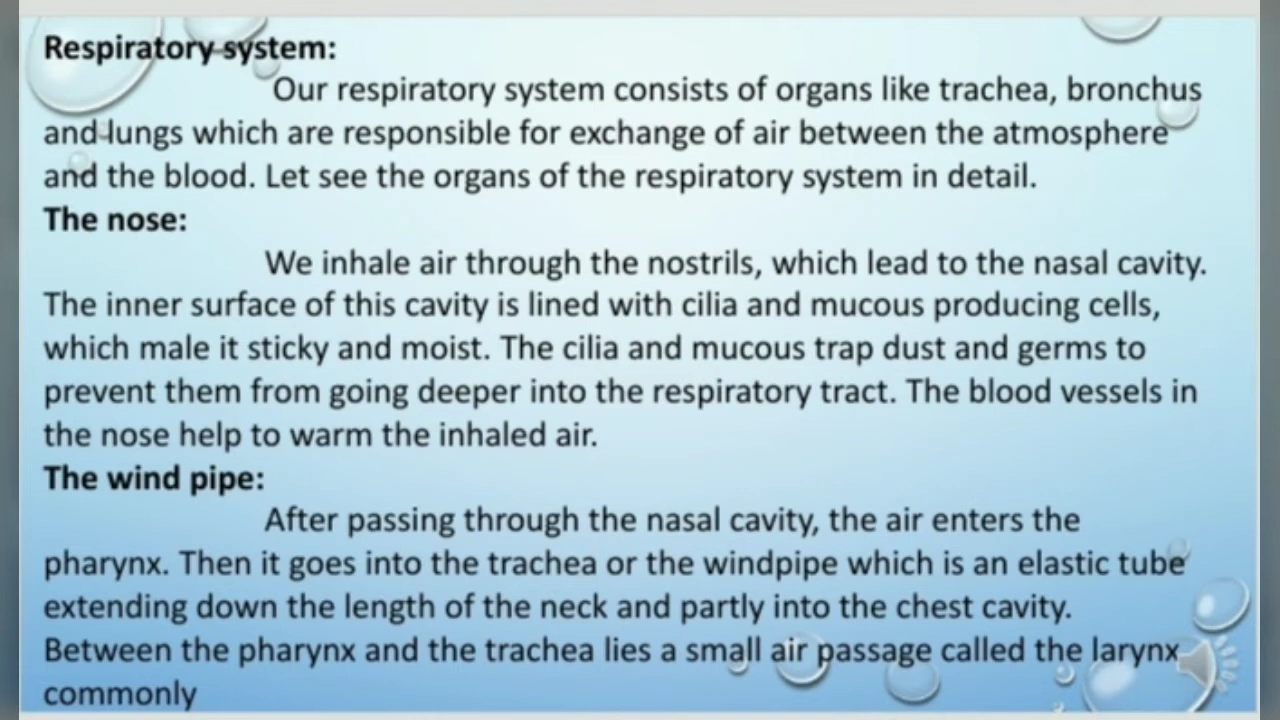 Respiratory system:
Our respiratory system consists of organs like trachea, bronchus
and lungs which are responsible for exchange of air between the atmosphere
and the blood. Let see the organs of the respiratory system in detail.
The nose:
We inhale air through the nostrils, which lead to the nasal cavity.
The inner surface of this cavity is lined with cilia and mucous producing cells,
which male it sticky and moist. The cilia and mucous trap dust and germs to
prevent them from going deeper into the respiratory tract. The blood vessels in
the nose help to warm the inhaled air.
The wind pipe:
After passing through the nasal cavity, the air enters the
pharynx. Then it goes into the trachea or the windpipe which is an elastic tube
extending down the length of the neck and partly into the chest cavity.
Between the pharynx and the trachea lies a small air passage called the larynx
commonly